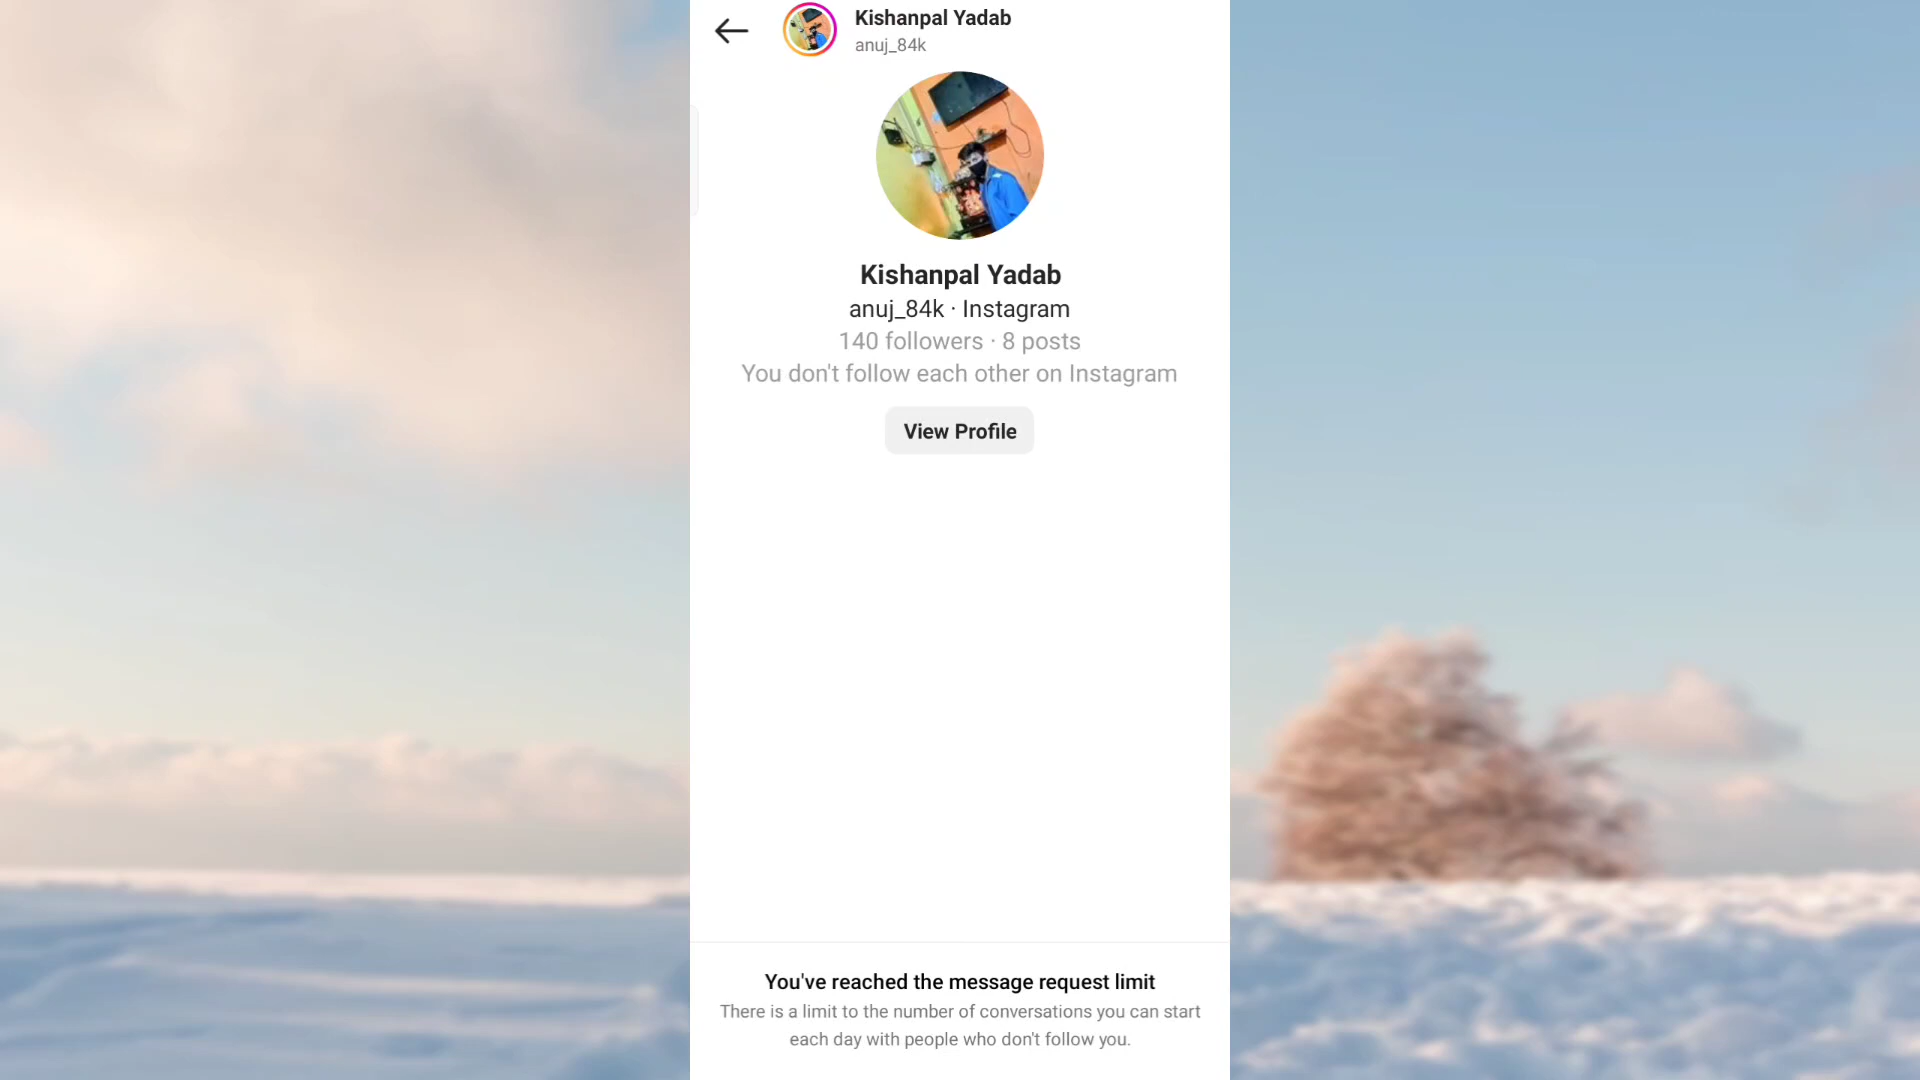 Kishanpal Yadab
anuj_84k
Kishanpal Yadab
anuj_84k · Instagram
140 followers · 8 posts
You don't follow each other on Instagram
View Profile
You've reached the message request limit
There is a limit to the number of conversations you can start
each day with people who don't follow you.